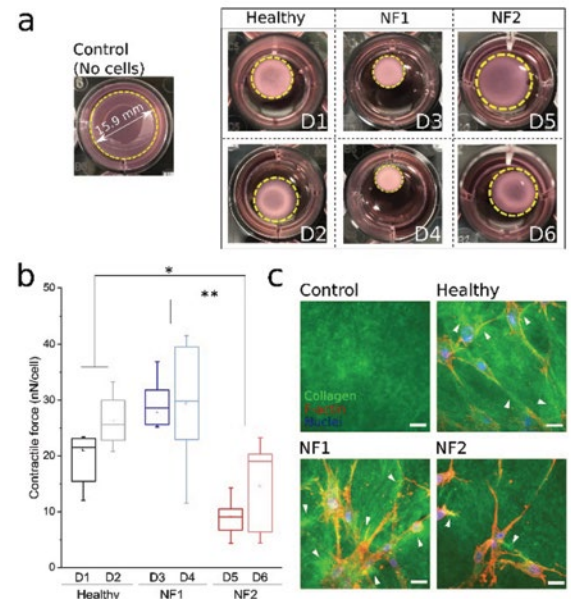 a
Control
(No cells)
15.9 mm
Healthy NF1 NF2
D1 D3 D5
D2 D4 D6
b
* **
Contractile force (nN/cell)
50
40
30
20
10
0
D1 D2 D3 D4 D5 D6
Healthy NF1 NF2
c
Control Healthy
Collagen
Nuclei
NF1 NF2